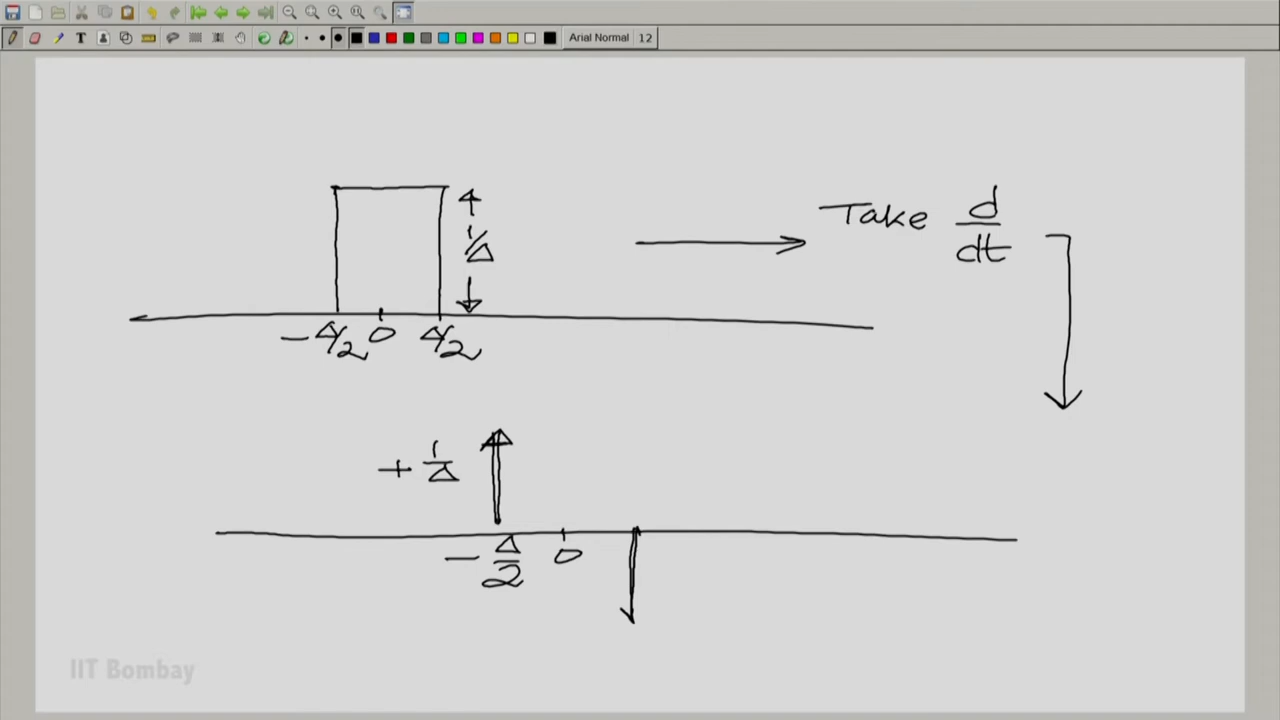 Arial Normal 12
Take d/dt
1/Δ
-Δ/2 0 Δ/2
+ 1/Δ
- Δ/2 0
IIT Bombay